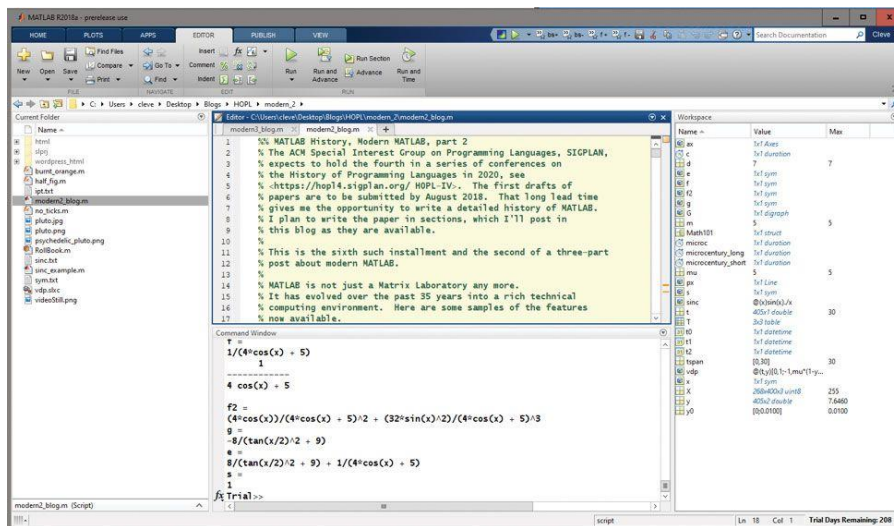 MATLAB R2018a - prerelease use
HOME PLOTS APPS EDITOR PUBLISH VIEW
Search Documentation
Cleve
New Open Save
Find Files
Compare
Print
Go To
Find
Insert
Comment
Indent
fx
Run
Run and Advance
Run Section
Advance
Run and Time
FILE NAVIGATE EDIT RUN
C: Users cleve Desktop Blogs HOPL modern_2
Current Folder
Name
html
slprj
wordpress_html
burnt_orange.m
half_fig.m
ipt.txt
modern2_blog.m
no_ticks.m
pluto.jpg
pluto.png
psychedelic_pluto.png
RollBook.m
sinc.txt
sinc_example.m
sym.txt
vdp.slxc
videoStill.png
modern2_blog.m (Script)
Editor - C:\Users\cleve\Desktop\Blogs\HOPL\modern_2\modern2_blog.m
modern3_blog.m modern2_blog.m
1 %% MATLAB History, Modern MATLAB, part 2
2 % The ACM Special Interest Group on Programming Languages, SIGPLAN,
3 % expects to hold the fourth in a series of conferences on
4 % the History of Programming Languages in 2020, see
5 % <https://hopl4.sigplan.org/ HOPL-IV>. The first drafts of
6 % papers are to be submitted by August 2018. That long lead time
7 % gives me the opportunity to write a detailed history of MATLAB.
8 % I plan to write the paper in sections, which I'll post in
9 % this blog as they are available.
10 %
11 % This is the sixth such installment and the second of a three-part
12 % post about modern MATLAB.
13 %
14 % MATLAB is not just a Matrix Laboratory any more.
15 % It has evolved over the past 35 years into a rich technical
16 % computing environment. Here are some samples of the features
17 % now available.
Command Window
f =
1/(4*cos(x) + 5)
1
------------
4 cos(x) + 5
f2 =
(4*cos(x))/(4*cos(x) + 5)^2 + (32*sin(x)^2)/(4*cos(x) + 5)^3
g =
-8/(tan(x/2)^2 + 9)
e =
8/(tan(x/2)^2 + 9) + 1/(4*cos(x) + 5)
s =
1
fx Trial>>
Workspace
Name Value Max
ax 1x1 Axes
c 1x1 duration
d 7 7
e 1x1 sym
f 1x1 sym
f2 1x1 sym
g 1x1 sym
G 1x1 digraph
m 5 5
Math101 1x1 struct
microc 1x1 duration
microcentury_long 1x1 duration
microcentury_short 1x1 duration
mu 5 5
px 1x1 Line
s 1x1 sym
sinc @(x)sin(x)./x
t 405x1 double 30
T 3x3 table
t0 1x1 datetime
t1 1x1 datetime
t2 1x1 datetime
tspan [0,30] 30
vdp @(t,y)[0,1;-1,mu*(1-y...
x 1x1 sym
X 268x400x3 uint8 255
y 405x2 double 7.6460
y0 [0;0.0100] 0.0100
script Ln 18 Col 1 Trial Days Remaining: 208